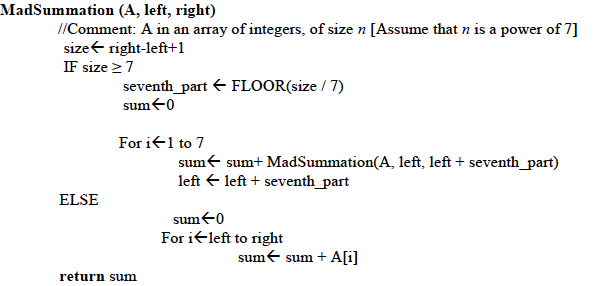 MadSummation (A, left, right)
//Comment: A in an array of integers, of size n [Assume that n is a power of 7]
size← right-left+1
IF size ≥ 7
seventh_part ← FLOOR(size / 7)
sum←0
For i←1 to 7
sum← sum+ MadSummation(A, left, left + seventh_part)
left ← left + seventh_part
ELSE
sum←0
For i←left to right
sum← sum + A[i]
return sum